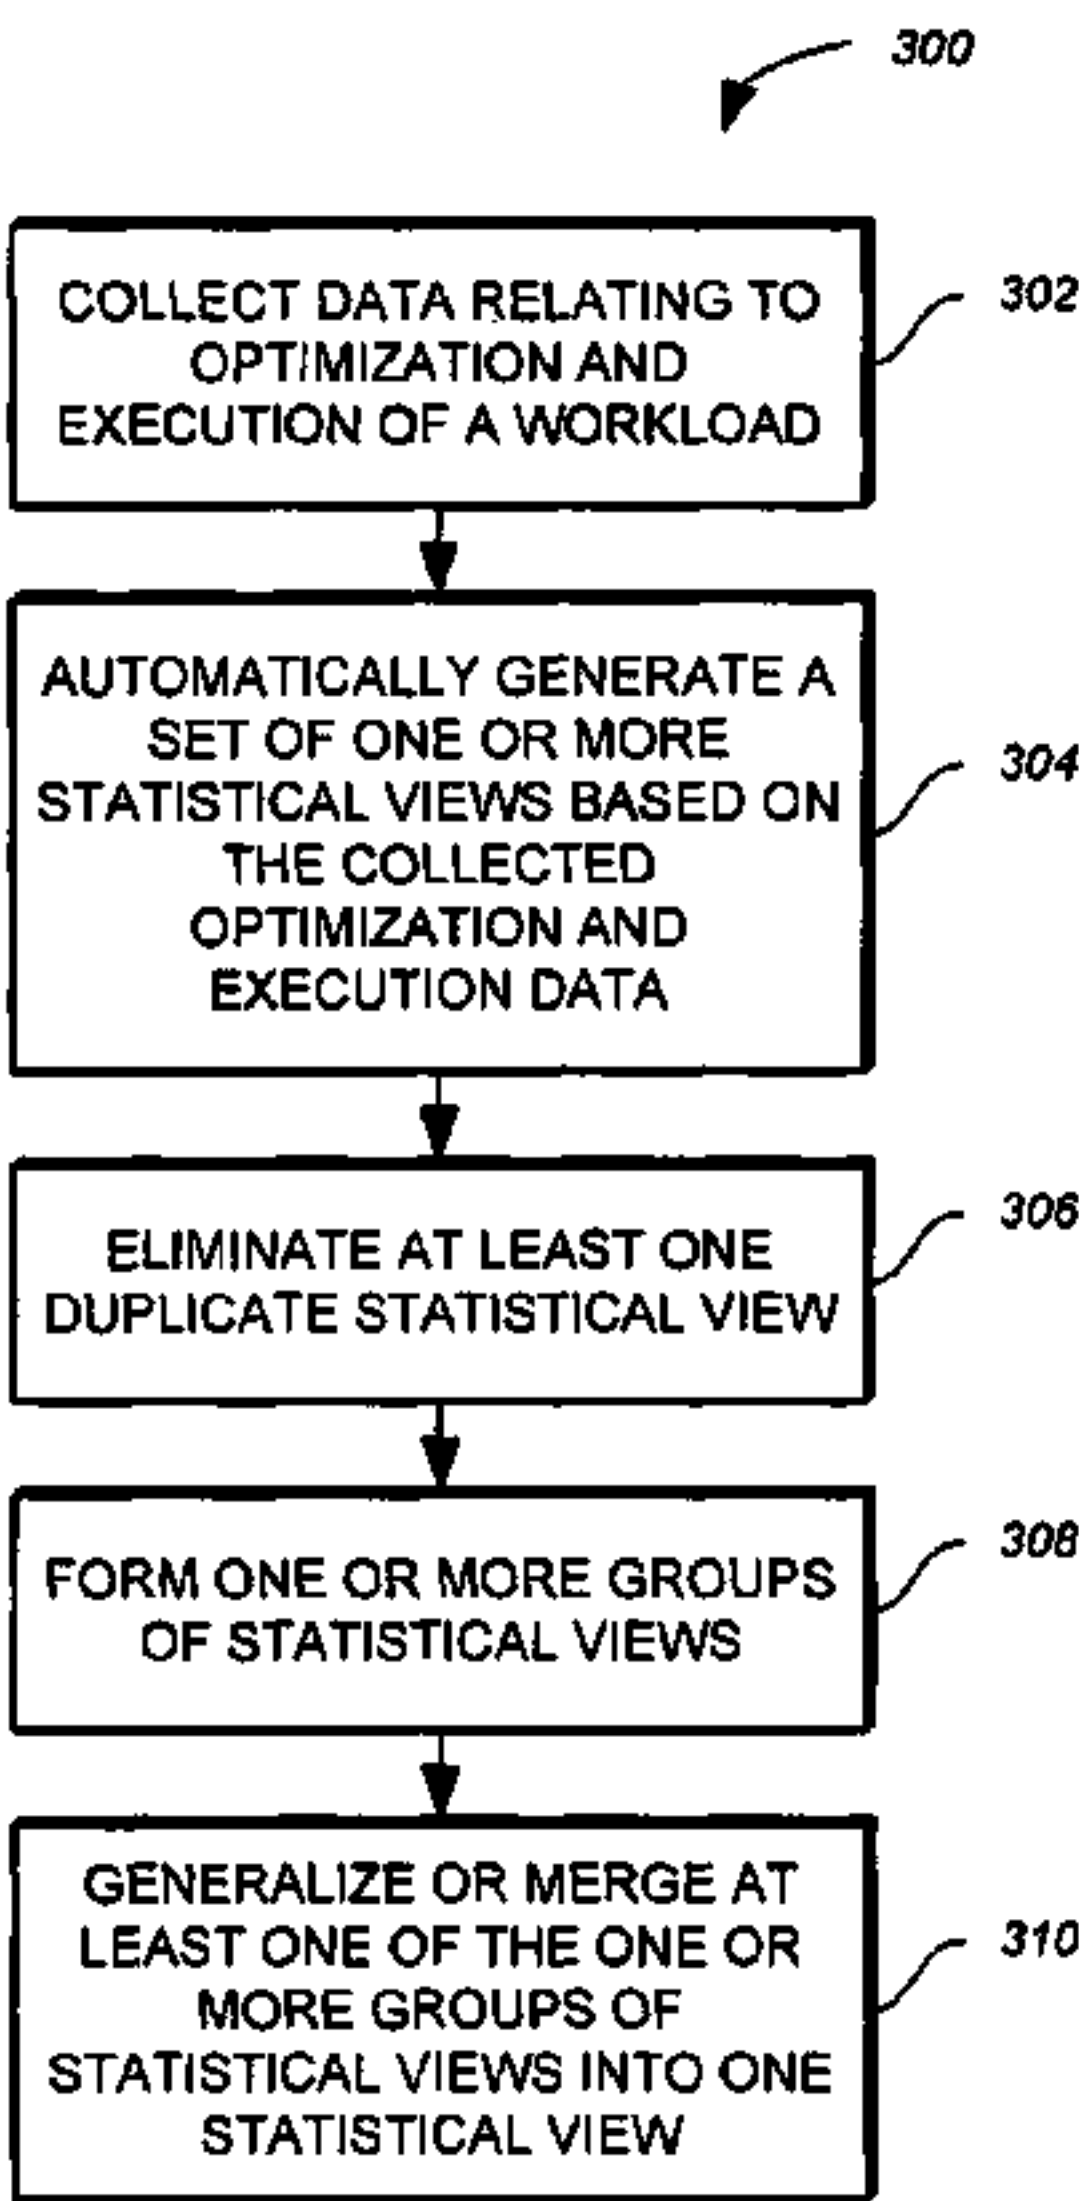 300
COLLECT DATA RELATING TO
OPTIMIZATION AND
EXECUTION OF A WORKLOAD
302
AUTOMATICALLY GENERATE A
SET OF ONE OR MORE
STATISTICAL VIEWS BASED ON
THE COLLECTED
OPTIMIZATION AND
EXECUTION DATA
304
ELIMINATE AT LEAST ONE
DUPLICATE STATISTICAL VIEW
306
FORM ONE OR MORE GROUPS
OF STATISTICAL VIEWS
308
GENERALIZE OR MERGE AT
LEAST ONE OF THE ONE OR
MORE GROUPS OF
STATISTICAL VIEWS INTO ONE
STATISTICAL VIEW
310